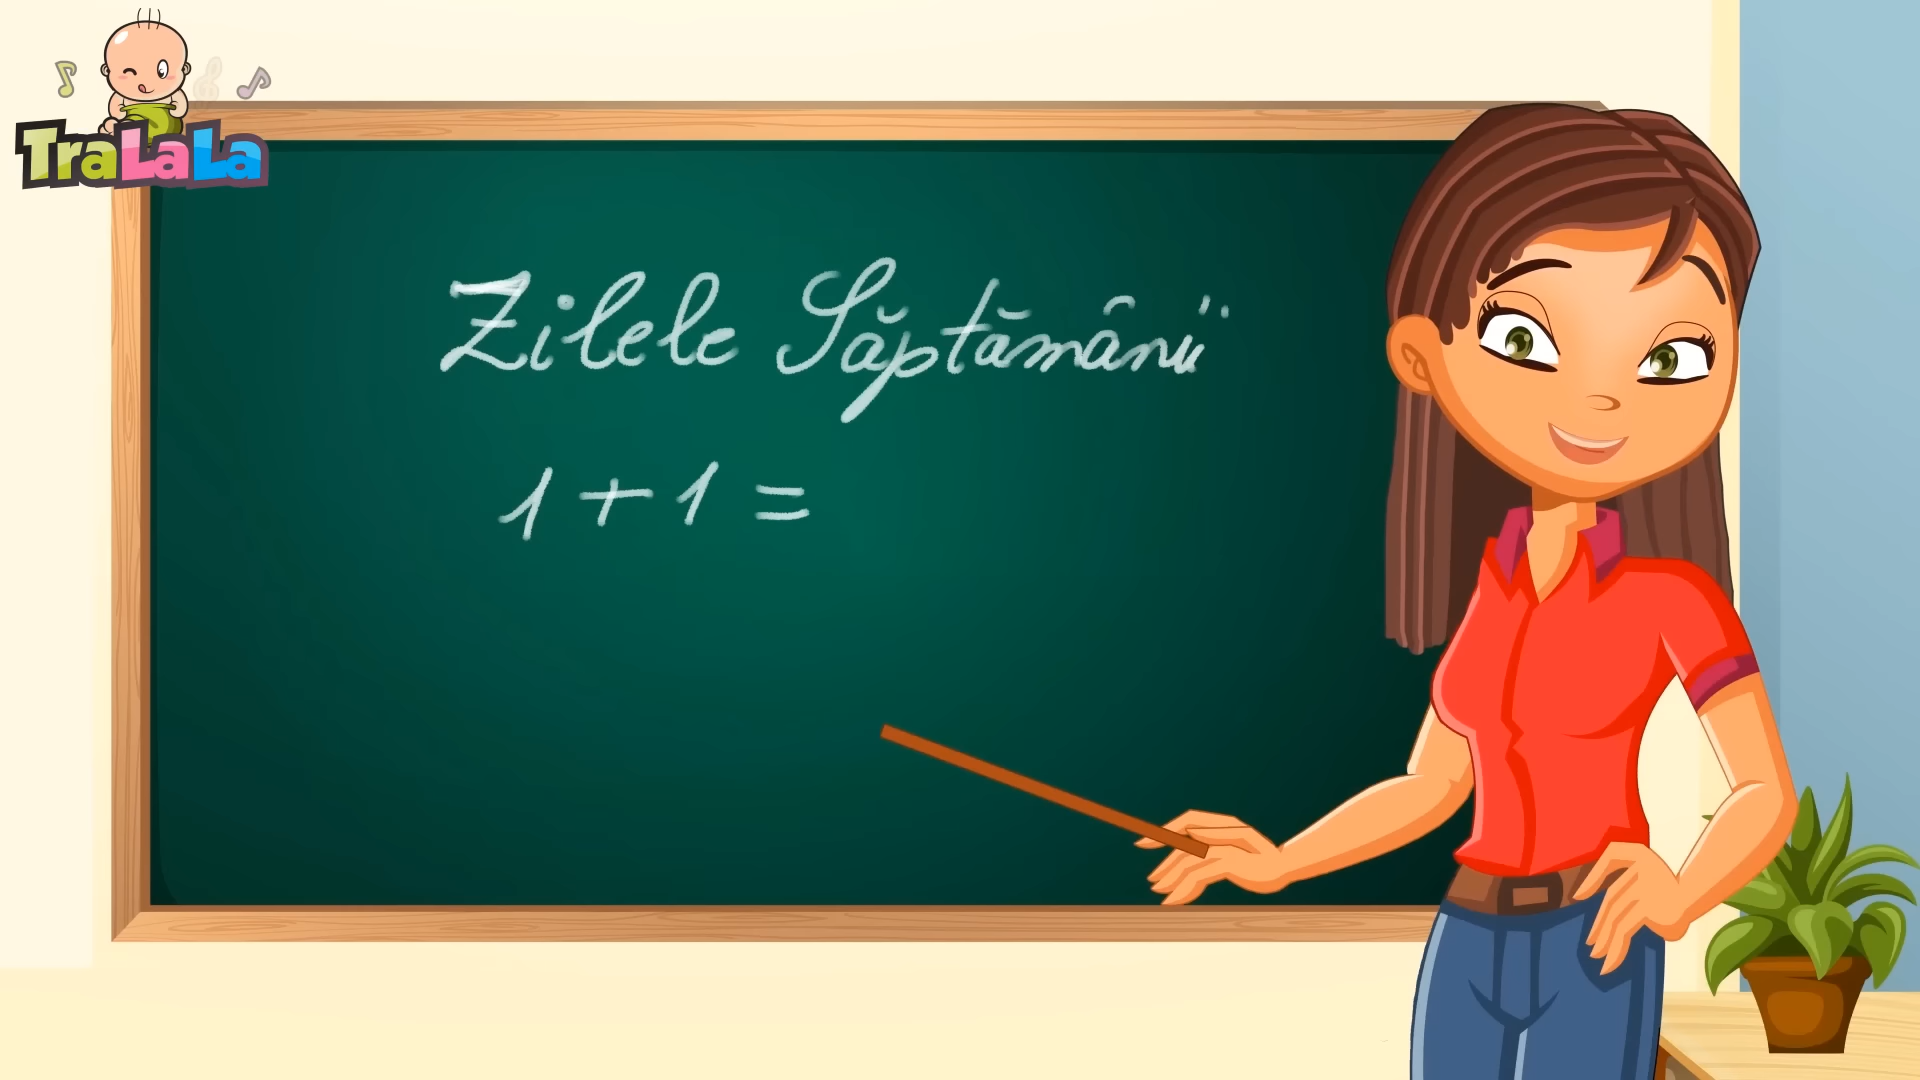 TraLaLa
Zilele Săptămânii
1 + 1 =